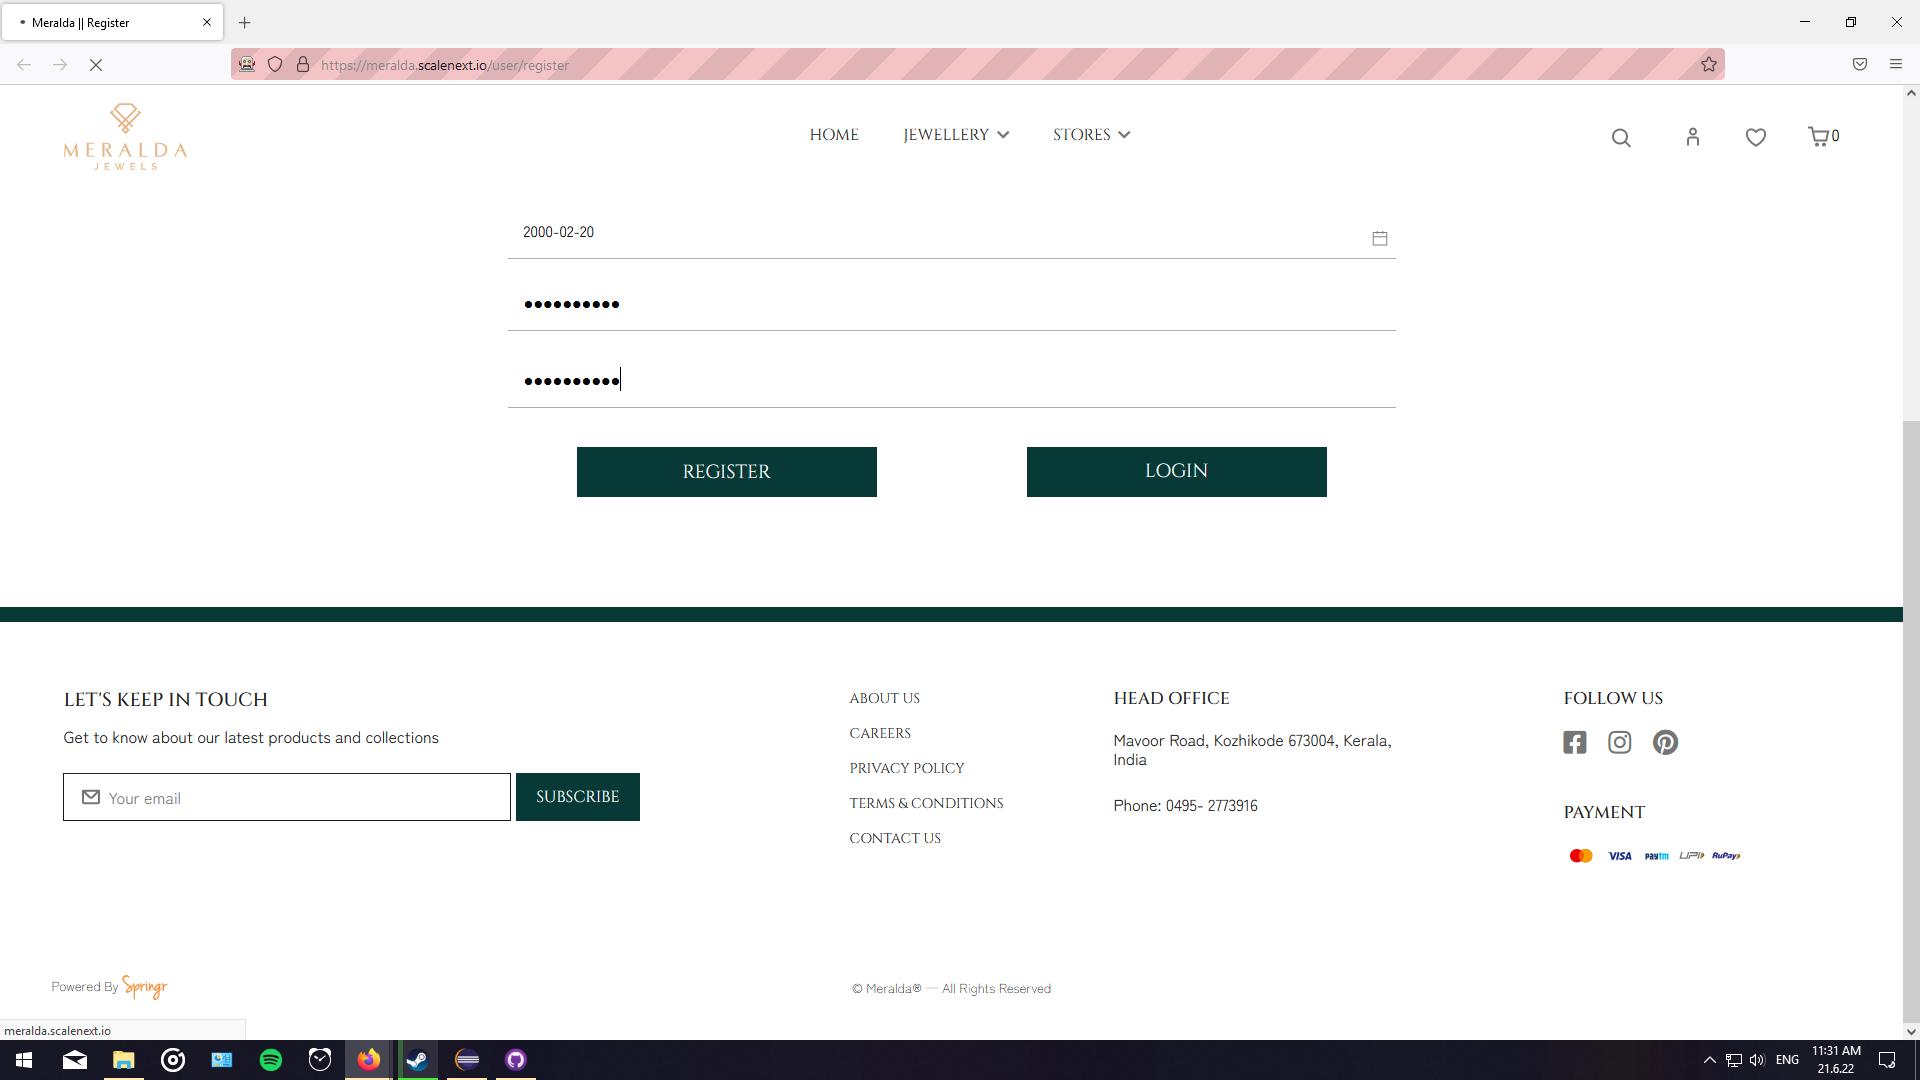 Meralda || Register
https://meralda.scalenext.io/user/register
MERALDA
JEWELS
HOME
JEWELLERY
STORES
0
2000-02-20
REGISTER
LOGIN
LET'S KEEP IN TOUCH
Get to know about our latest products and collections
Your email
SUBSCRIBE
ABOUT US
CAREERS
PRIVACY POLICY
TERMS & CONDITIONS
CONTACT US
HEAD OFFICE
Mavoor Road, Kozhikode 673004, Kerala,
India
Phone: 0495- 2773916
FOLLOW US
PAYMENT
VISA
paytm
UPI
RuPay
Powered By Springr
© Meralda® — All Rights Reserved
meralda.scalenext.io
ENG
11:31 AM
21.6.22